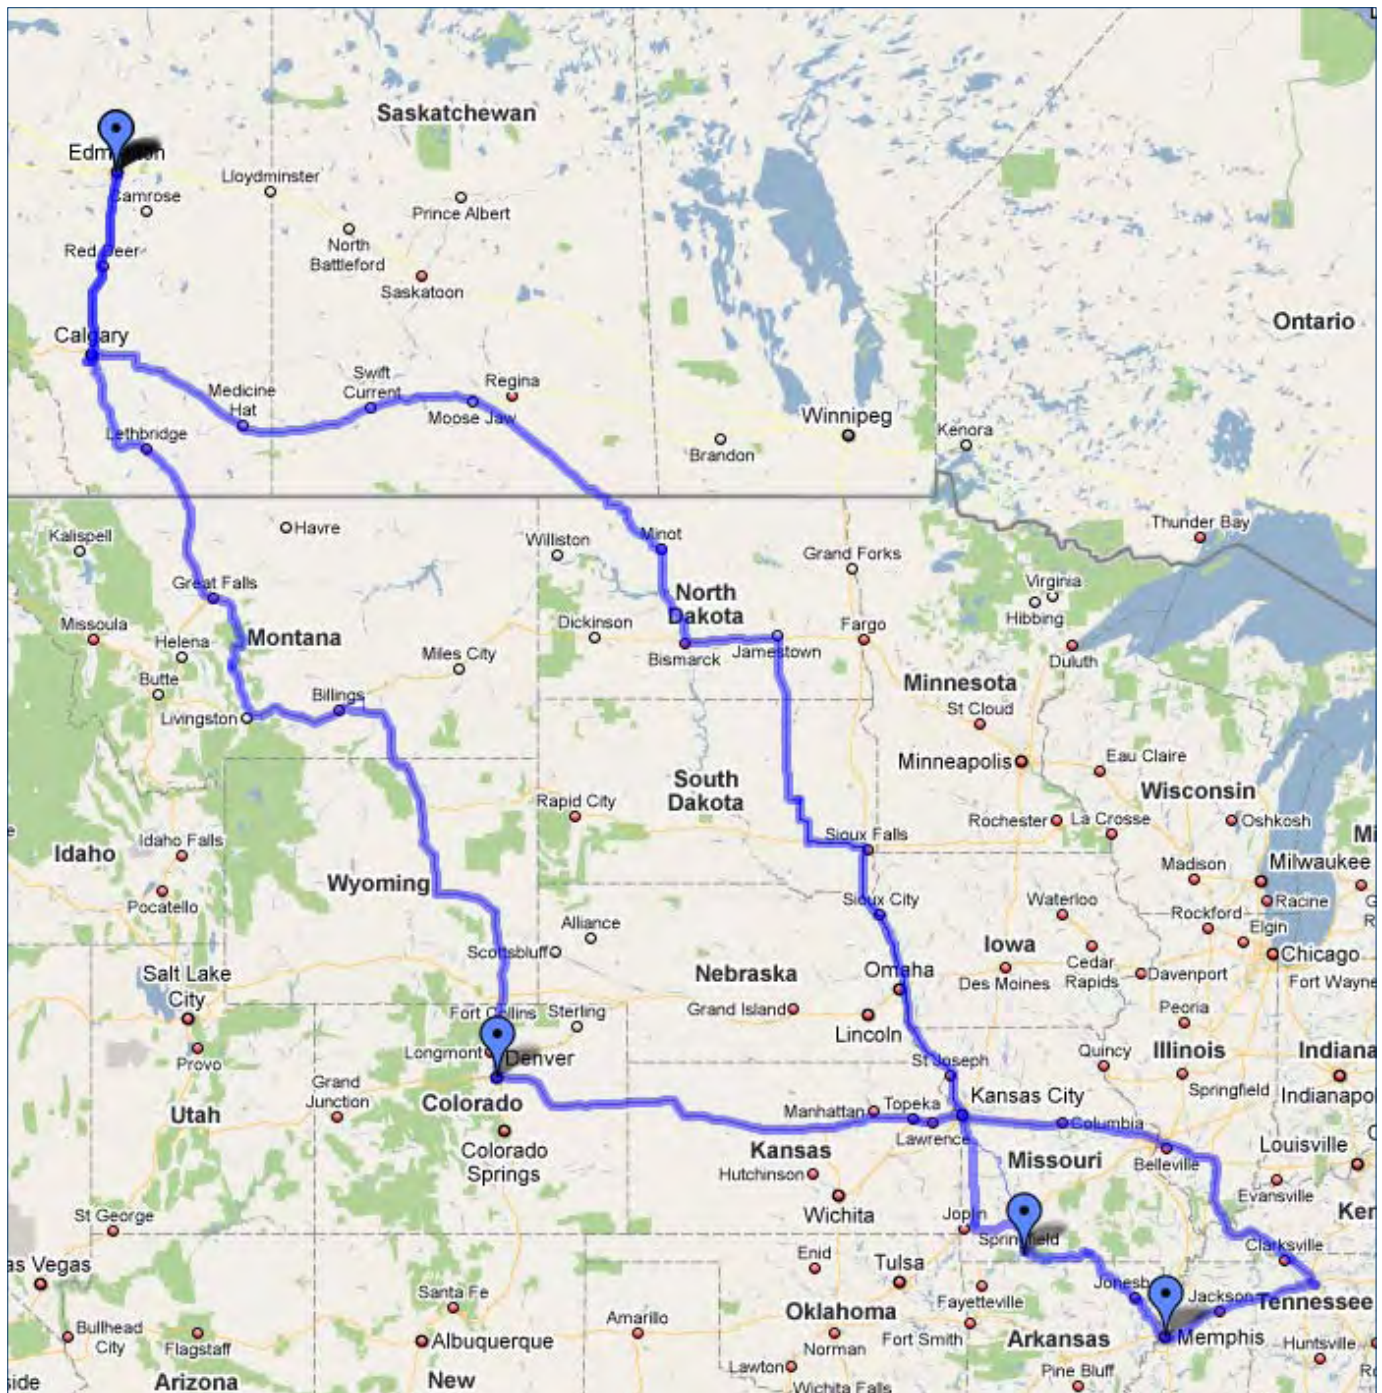 Saskatchewan
Edmonton
Lloydminster
Camrose
Prince Albert
North
Battleford
Red Deer
Saskatoon
Ontario
Calgary
Swift
Current
Regina
Medicine
Hat
Moose Jaw
Winnipeg
Lethbridge
Brandon
Kenora
Thunder Bay
Havre
Kalispell
Williston
Minot
Grand Forks
Great Falls
Virginia
Hibbing
North
Dakota
Missoula
Helena
Montana
Dickinson
Fargo
Miles City
Bismarck
Jamestown
Duluth
Butte
Minnesota
Billings
St Cloud
Livingston
Minneapolis
Eau Claire
South
Dakota
Wisconsin
Rapid City
Rochester
La Crosse
Oshkosh
Mi
Sioux Falls
Idaho Falls
Idaho
Madison
Milwaukee
Wyoming
Pocatello
Sioux City
Waterloo
Racine
Rockford
Alliance
Elgin
Iowa
Scottsbluff
Chicago
Salt Lake
City
Nebraska
Omaha
Des Moines
Cedar
Rapids
Davenport
Fort Wayne
Grand Island
Peoria
Fort Collins
Sterling
Lincoln
Longmont
Denver
Provo
St Joseph
Quincy
Illinois
Indiana
Grand
Junction
Springfield
Indianapo
Colorado
Manhattan
Topeka
Kansas City
Utah
Columbia
Lawrence
Colorado
Springs
Kansas
Missouri
Belleville
Louisville
Hutchinson
Evansville
Wichita
Ken
St George
Joplin
Springfield
Clarksville
as Vegas
Enid
Tulsa
Santa Fe
Fayetteville
Jonesb
Jackson
Tennessee
Bullhead
City
Flagstaff
Albuquerque
Amarillo
Oklahoma
Norman
Fort Smith
Arkansas
Memphis
Huntsville
Lawton
Pine Bluff
side
Arizona
New
Wichita Falls